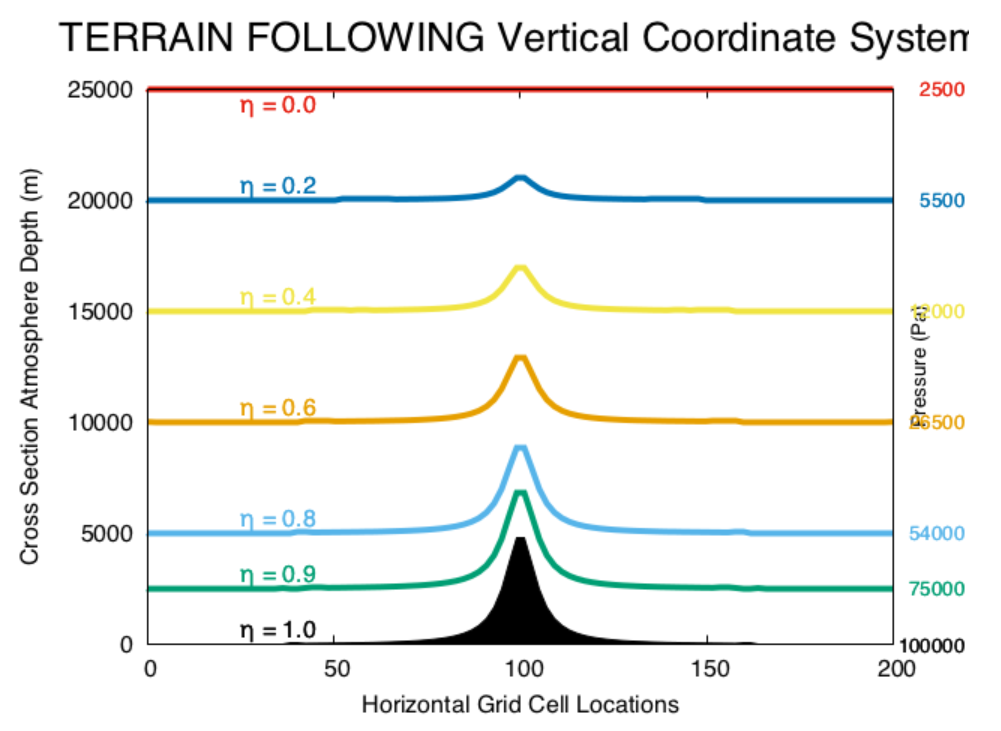 TERRAIN FOLLOWING Vertical Coordinate System
25000
η = 0.0
2500
20000
η = 0.2
5500
15000
η = 0.4
12000
10000
η = 0.6
26500
5000
η = 0.8
54000
η = 0.9
75000
0
η = 1.0
100000
Cross Section Atmosphere Depth (m)
Pressure (Pa)
0 50 100 150 200
Horizontal Grid Cell Locations